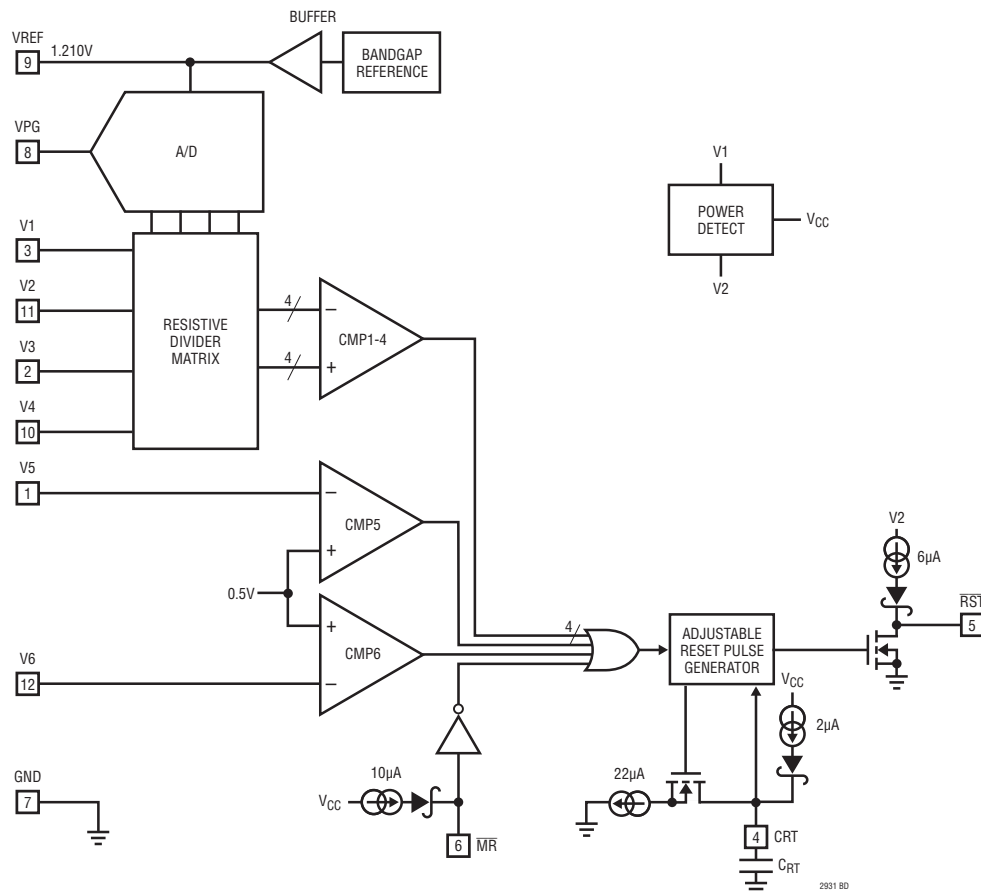 BUFFER
VREF
9
1.210V
BANDGAP
REFERENCE
VPG
8
A/D
V1
3
V2
11
V3
2
V4
10
RESISTIVE
DIVIDER
MATRIX
4
4
−
+
CMP1-4
V1
POWER
DETECT
VCC
V2
V5
1
−
CMP5
+
0.5V
+
CMP6
−
V6
12
4
ADJUSTABLE
RESET PULSE
GENERATOR
V2
6µA
RST
5
VCC
2µA
GND
7
VCC
10µA
6
MR
22µA
4
CRT
CRT
2931 BD